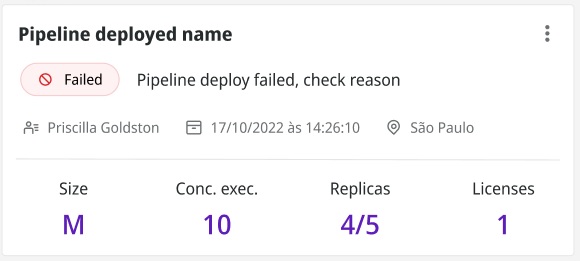 Pipeline deployed name
Failed Pipeline deploy failed, check reason
Priscilla Goldston 17/10/2022 às 14:26:10 São Paulo
Size Conc. exec. Replicas Licenses
M 10 4/5 1